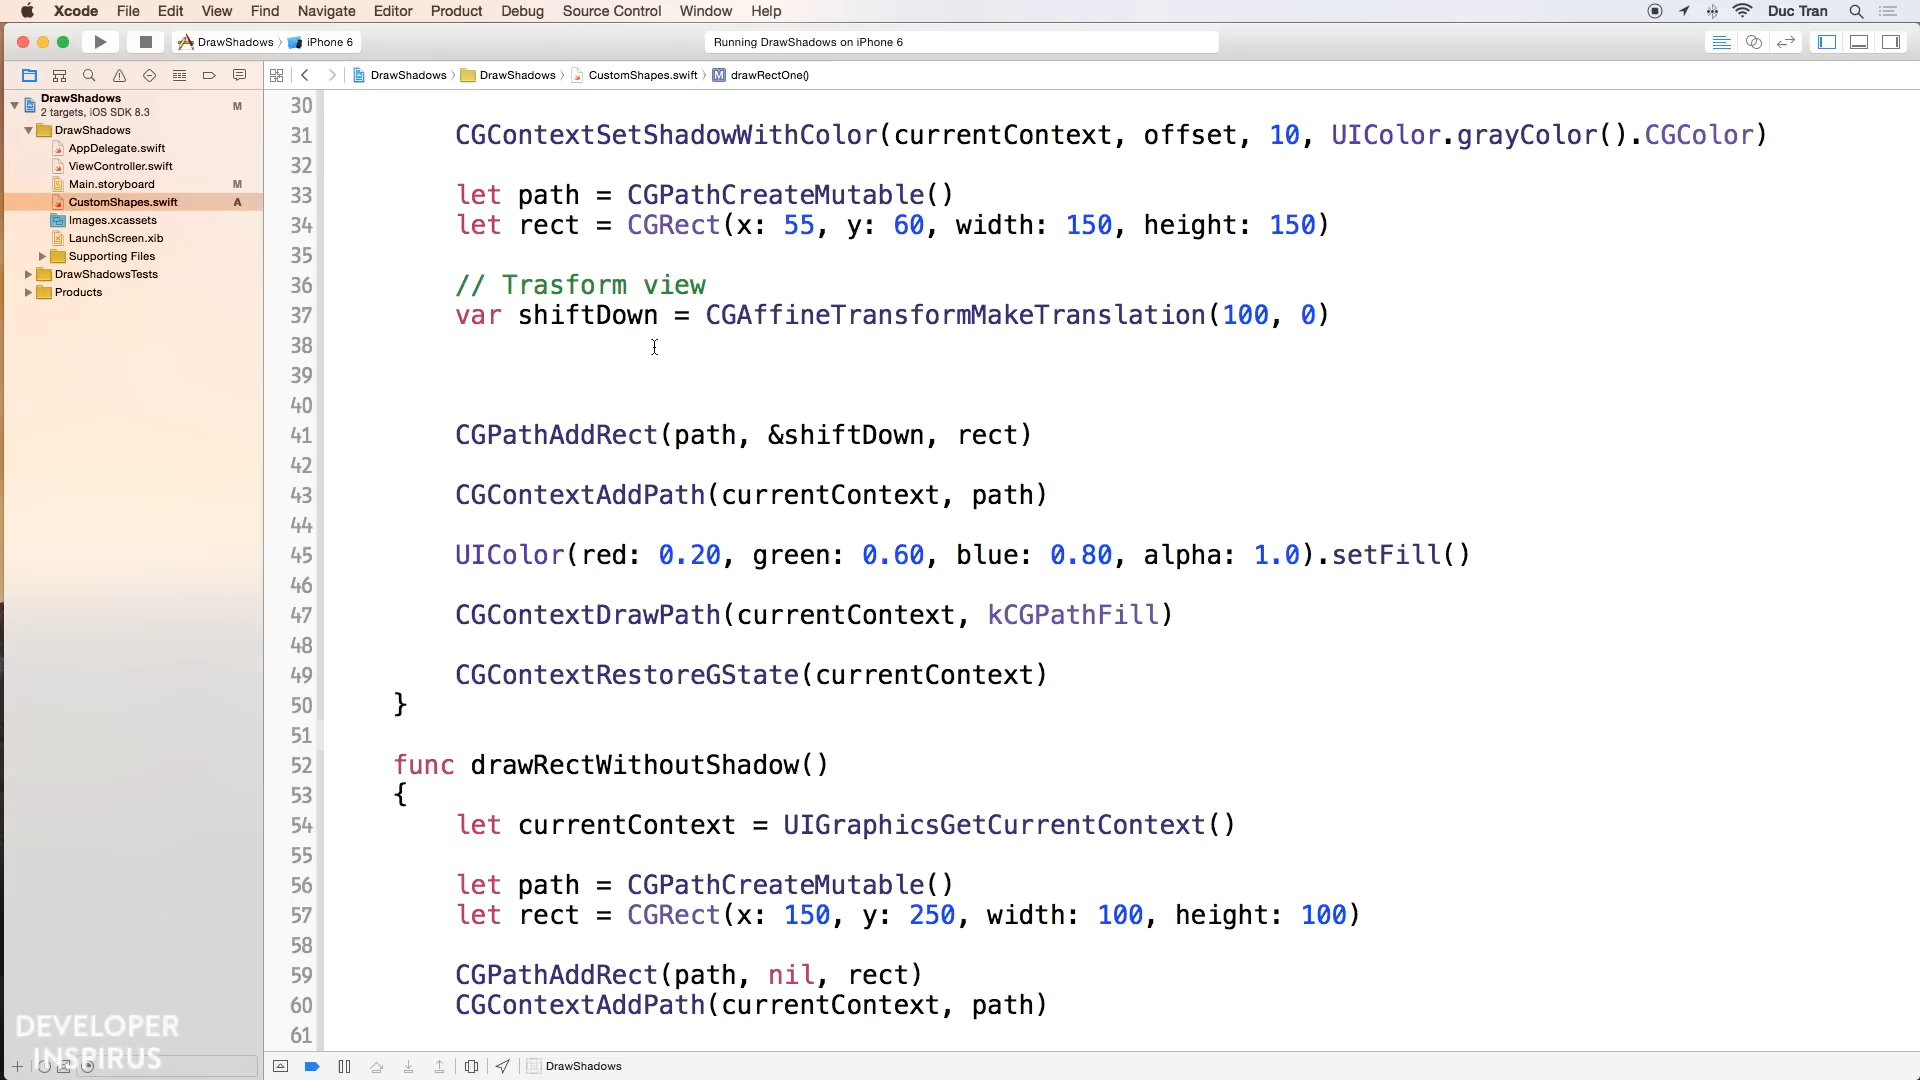 Xcode File Edit View Find Navigate Editor Product Debug Source Control Window Help Duc Tran
DrawShadows iPhone 6 Running DrawShadows on iPhone 6
DrawShadows DrawShadows CustomShapes.swift M drawRectOne()
DrawShadows M
2 targets, iOS SDK 8.3
DrawShadows
AppDelegate.swift
ViewController.swift
Main.storyboard M
CustomShapes.swift A
Images.xcassets
LaunchScreen.xib
Supporting Files
DrawShadowsTests
Products
30
31 CGContextSetShadowWithColor(currentContext, offset, 10, UIColor.grayColor().CGColor)
32
33 let path = CGPathCreateMutable()
34 let rect = CGRect(x: 55, y: 60, width: 150, height: 150)
35
36 // Trasform view
37 var shiftDown = CGAffineTransformMakeTranslation(100, 0)
38
39
40
41 CGPathAddRect(path, &shiftDown, rect)
42
43 CGContextAddPath(currentContext, path)
44
45 UIColor(red: 0.20, green: 0.60, blue: 0.80, alpha: 1.0).setFill()
46
47 CGContextDrawPath(currentContext, kCGPathFill)
48
49 CGContextRestoreGState(currentContext)
50 }
51
52 func drawRectWithoutShadow()
53 {
54 let currentContext = UIGraphicsGetCurrentContext()
55
56 let path = CGPathCreateMutable()
57 let rect = CGRect(x: 150, y: 250, width: 100, height: 100)
58
59 CGPathAddRect(path, nil, rect)
60 CGContextAddPath(currentContext, path)
61
DEVELOPER
INSPIRUS
DrawShadows